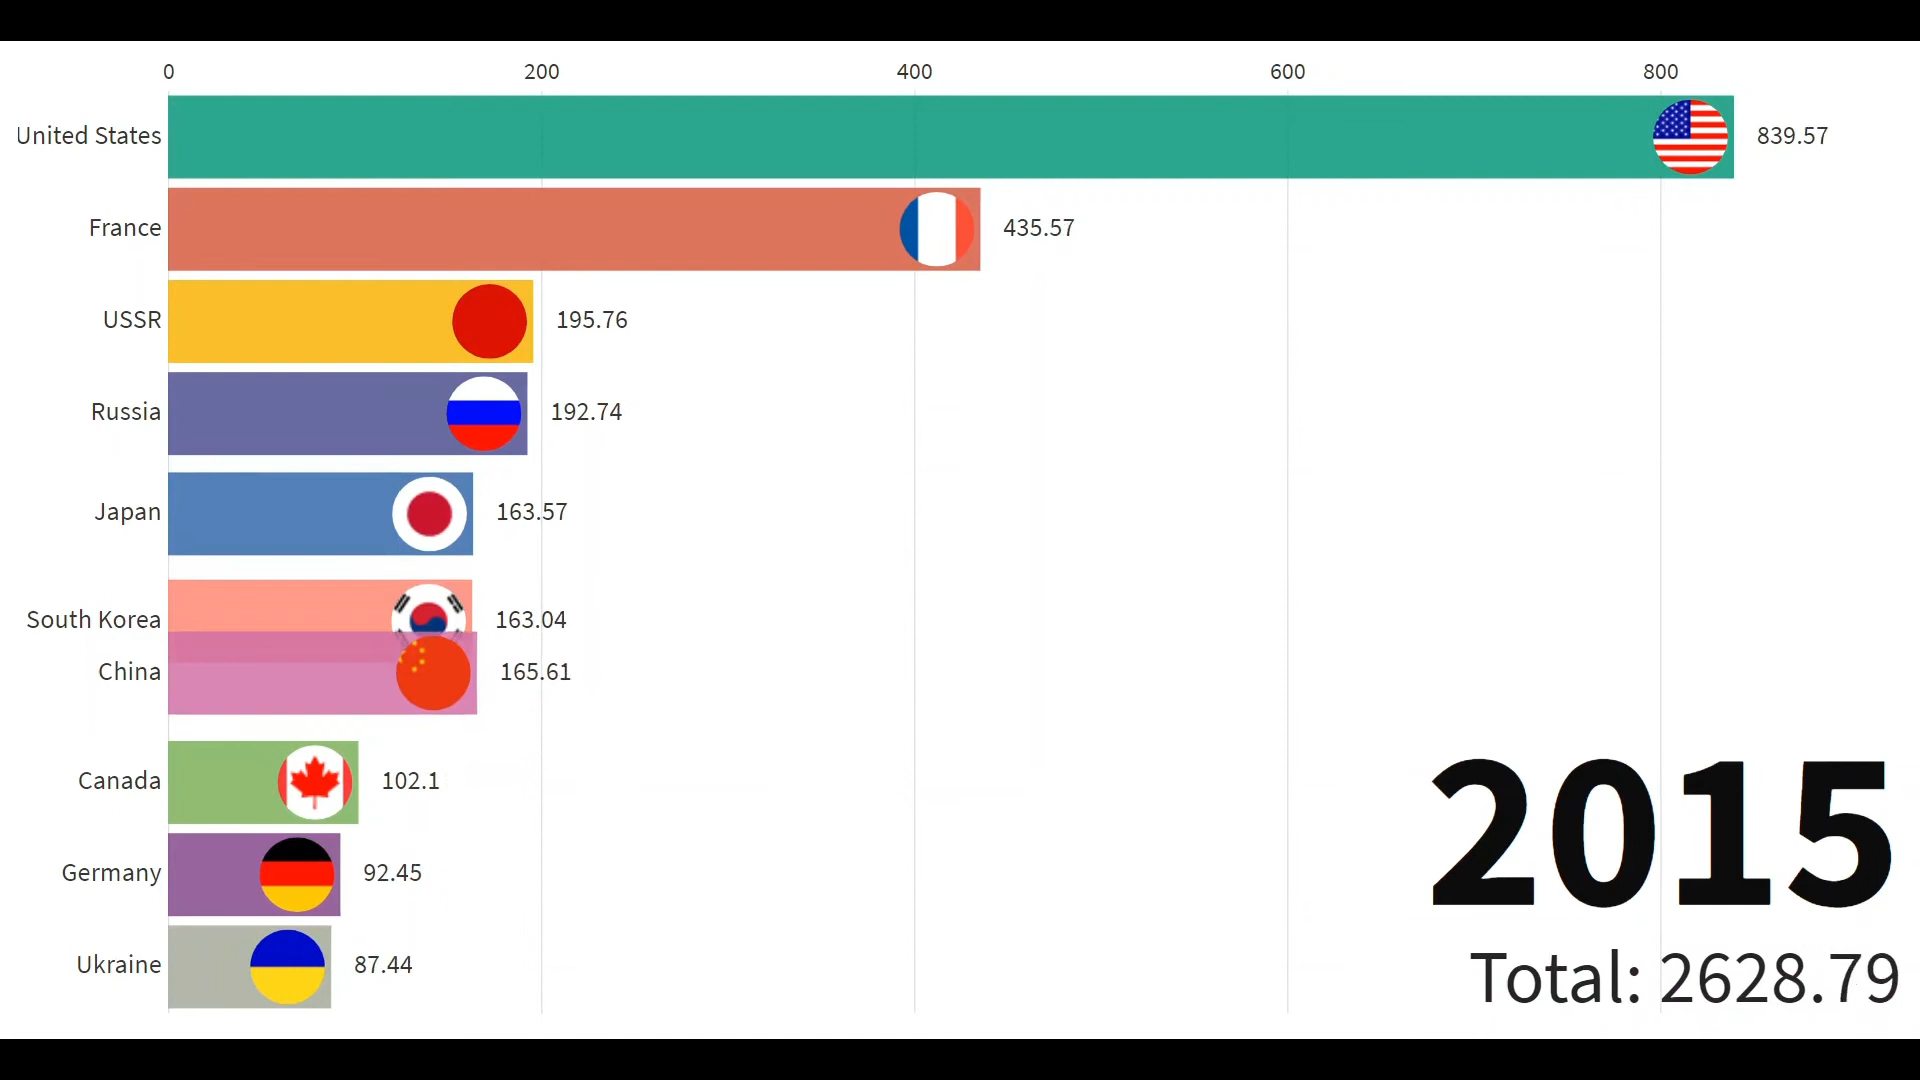 0 200 400 600 800
United States 839.57
France 435.57
USSR 195.76
Russia 192.74
Japan 163.57
South Korea 163.04
China 165.61
Canada 102.1
Germany 92.45
Ukraine 87.44
2015
Total: 2628.79